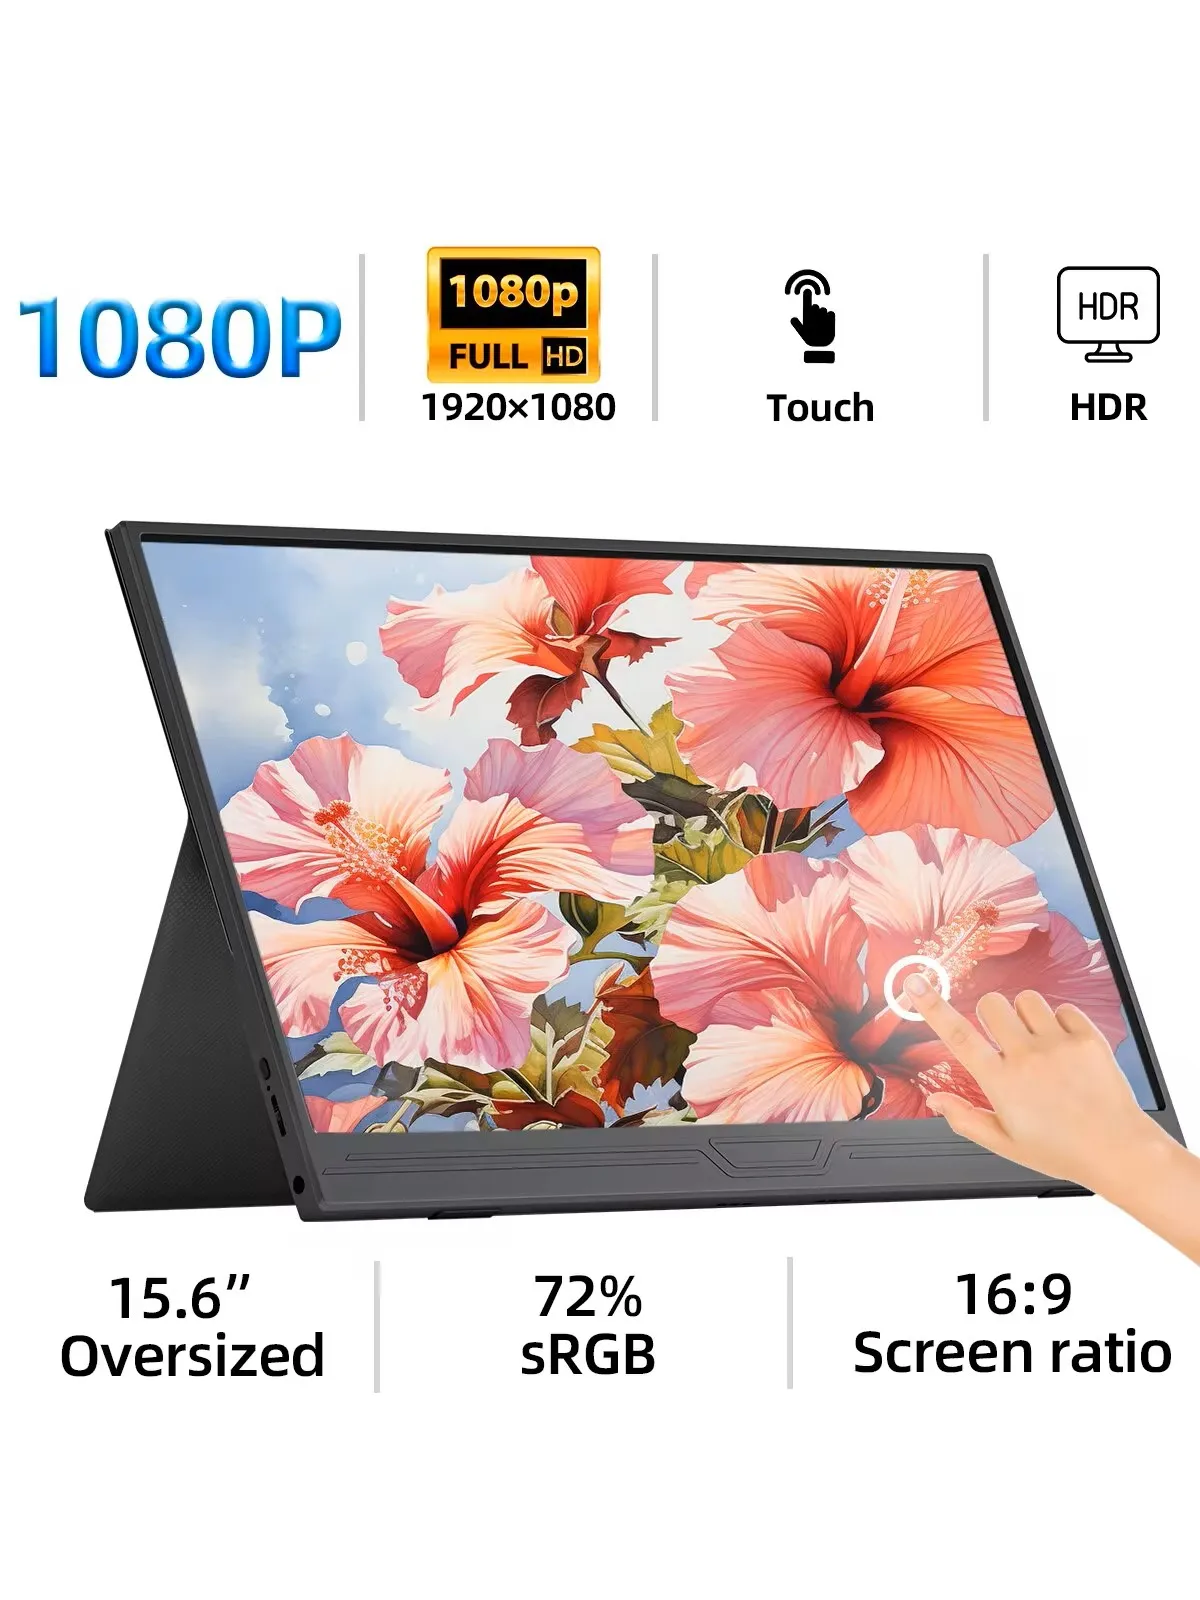 1080P
1080p
FULL HD
1920×1080
Touch
HDR
HDR
15.6”
Oversized
72%
sRGB
16:9
Screen ratio